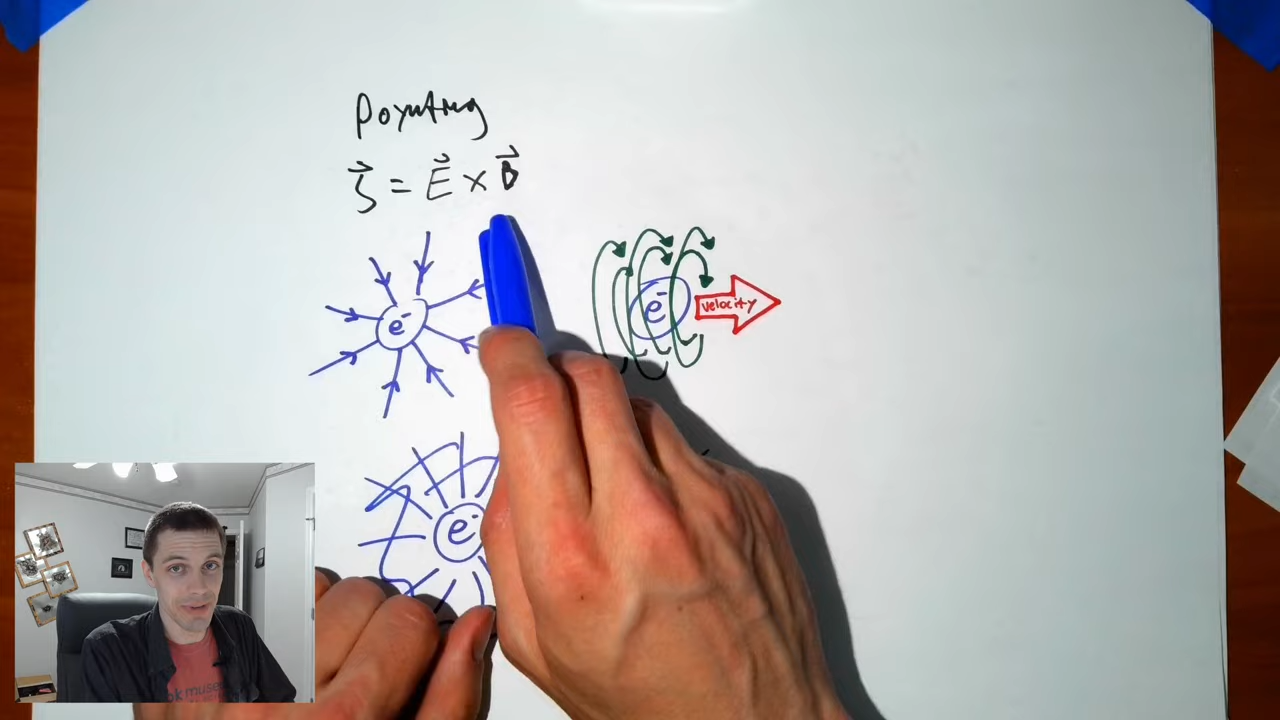 Poynting
S⃗ = E⃗ × B⃗
e⁻
e⁻
velocity
e⁻